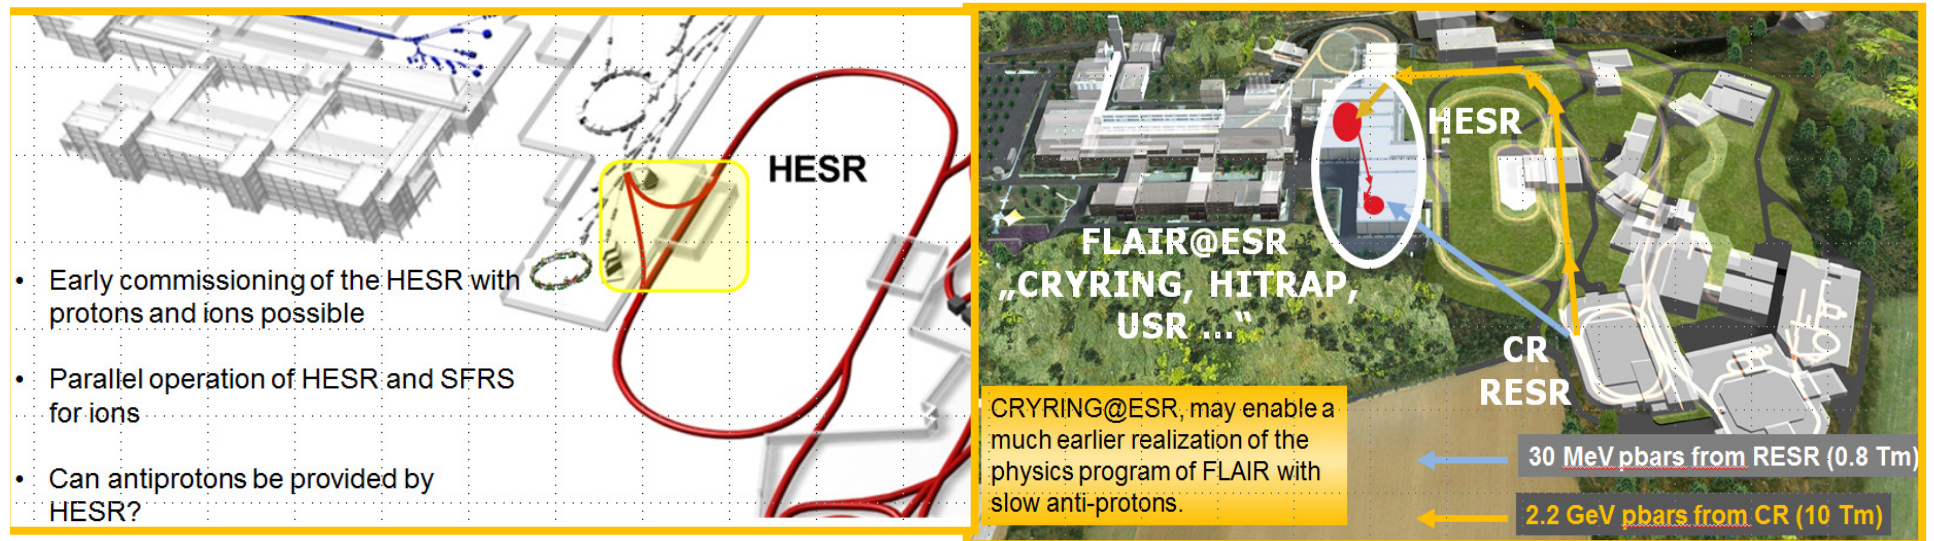 HESR
• Early commissioning of the HESR with
protons and ions possible
• Parallel operation of HESR and SFRS
for ions
• Can antiprotons be provided by
HESR?
HESR
FLAIR@ESR
„CRYRING, HITRAP,
USR ...“
CR
RESR
CRYRING@ESR, may enable a
much earlier realization of the
physics program of FLAIR with
slow anti-protons.
30 MeV pbars from RESR (0.8 Tm)
2.2 GeV pbars from CR (10 Tm)